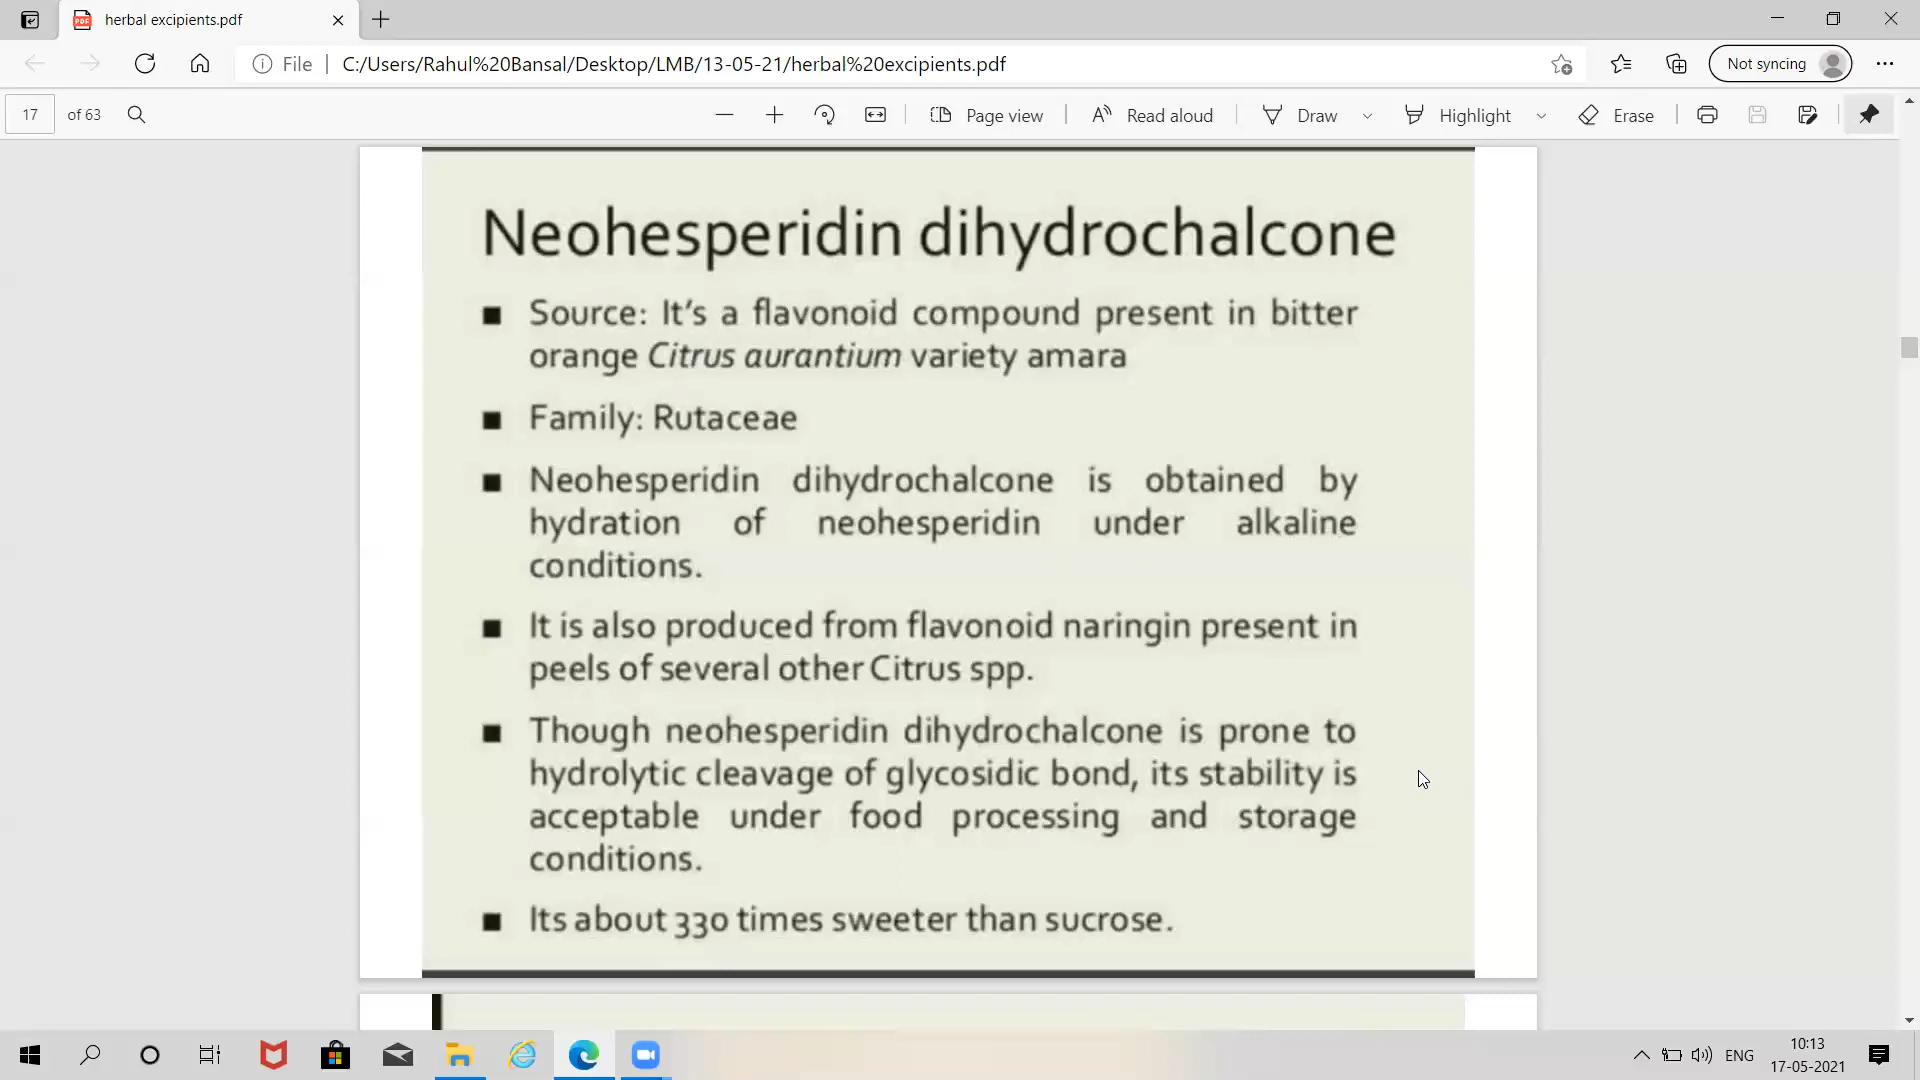 herbal excipients.pdf
File
C:/Users/Rahul%20Bansal/Desktop/LMB/13-05-21/herbal%20excipients.pdf
Not syncing
17 of 63
Page view
Read aloud
Draw
Highlight
Erase
Neohesperidin dihydrochalcone
Source: It's a flavonoid compound present in bitter
orange Citrus aurantium variety amara
Family: Rutaceae
Neohesperidin dihydrochalcone is obtained by
hydration of neohesperidin under alkaline
conditions.
It is also produced from flavonoid naringin present in
peels of several other Citrus spp.
Though neohesperidin dihydrochalcone is prone to
hydrolytic cleavage of glycosidic bond, its stability is
acceptable under food processing and storage
conditions.
Its about 330 times sweeter than sucrose.
ENG
10:13
17-05-2021